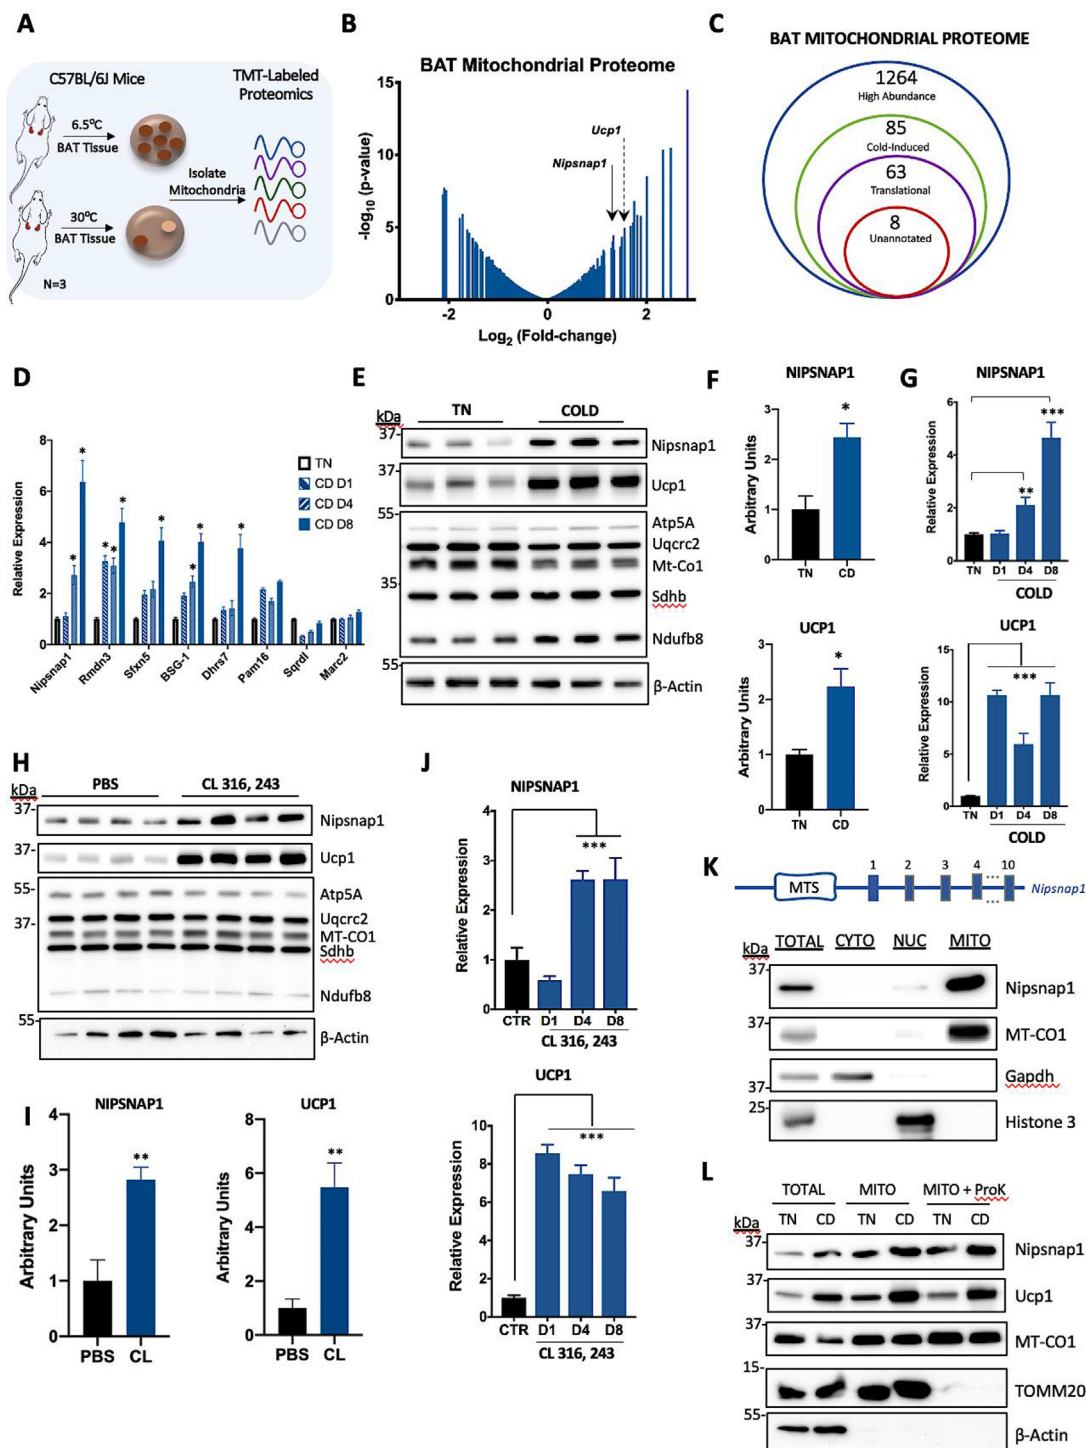 A
C57BL/6J Mice
TMT-Labeled
Proteomics
6.5⁰C
BAT Tissue
Isolate
Mitochondria
30⁰C
BAT Tissue
N=3
B
BAT Mitochondrial Proteome
-log₁₀ (p-value)
15
10
5
0
Ucp1
Nipsnap1
-2
0
2
Log₂ (Fold-change)
C
BAT MITOCHONDRIAL PROTEOME
1264
High Abundance
85
Cold-Induced
63
Translational
8
Unannotated
D
Relative Expression
8
6
4
2
0
TN
CD D1
CD D4
CD D8
* * * * * * * * * *
Nipsnap1 Rmdn3 Sfxn5 BSG-1 Dhrs7 Pam16 Sqrdl Marc2
E
kDa
TN COLD
37-
Nipsnap1
37-
Ucp1
55-
Atp5A
Uqcrc2
Mt-Co1
35-
Sdhb
Ndufb8
55-
β-Actin
F
NIPSNAP1
Arbitrary Units
3
2
1
0
*
TN CD
UCP1
Arbitrary Units
3
2
1
0
*
TN CD
G
NIPSNAP1
Relative Expression
6
4
2
0
***
**
TN D1 D4 D8
COLD
UCP1
Relative Expression
15
10
5
0
***
TN D1 D4 D8
COLD
H
kDa
PBS CL 316, 243
37-
Nipsnap1
37-
Ucp1
55-
Atp5A
37-
Uqcrc2
MT-CO1
Sdhb
Ndufb8
55-
β-Actin
I
NIPSNAP1
Arbitrary Units
4
3
2
1
0
**
PBS CL
UCP1
Arbitrary Units
8
6
4
2
0
**
PBS CL
J
NIPSNAP1
Relative Expression
4
3
2
1
0
***
CTR D1 D4 D8
CL 316, 243
UCP1
Relative Expression
10
8
6
4
2
0
***
CTR D1 D4 D8
CL 316, 243
K
MTS
1 2 3 4 ... 10
...
Nipsnap1
kDa
TOTAL CYTO NUC MITO
37-
Nipsnap1
37-
MT-CO1
Gapdh
37-
25-
Histone 3
L
TOTAL MITO MITO + ProK
kDa
TN CD TN CD TN CD
37-
Nipsnap1
37-
Ucp1
37-
MT-CO1
15-
TOMM20
55-
β-Actin